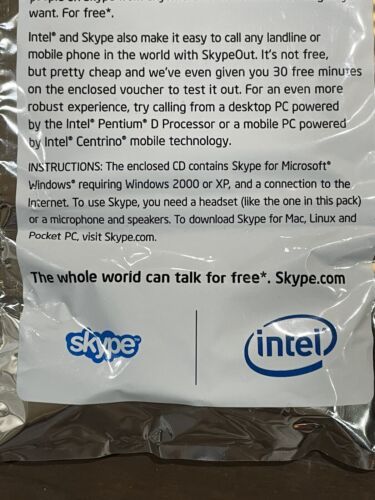 want. For free*.
Intel® and Skype also make it easy to call any landline or
mobile phone in the world with SkypeOut. It's not free,
but pretty cheap and we've even given you 30 free minutes
on the enclosed voucher to test it out. For an even more
robust experience, try calling from a desktop PC powered
by the Intel® Pentium® D Processor or a mobile PC powered
by Intel® Centrino® mobile technology.
INSTRUCTIONS: The enclosed CD contains Skype for Microsoft®
Windows® requiring Windows 2000 or XP, and a connection to the
Internet. To use Skype, you need a headset (like the one in this pack)
or a microphone and speakers. To download Skype for Mac, Linux and
Pocket PC, visit Skype.com.
The whole world can talk for free*. Skype.com
skype
intel